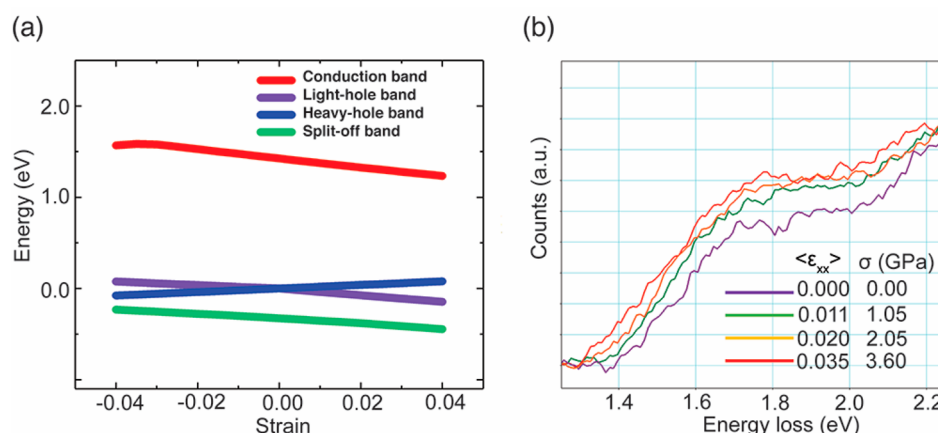 (a)
Conduction band
Light-hole band
Heavy-hole band
Split-off band
2.0
1.0
0.0
Energy (eV)
-0.04 -0.02 0.00 0.02 0.04
Strain
(b)
Counts (a.u.)
<εxx> σ (GPa)
0.000 0.00
0.011 1.05
0.020 2.05
0.035 3.60
1.4 1.6 1.8 2.0 2.2
Energy loss (eV)